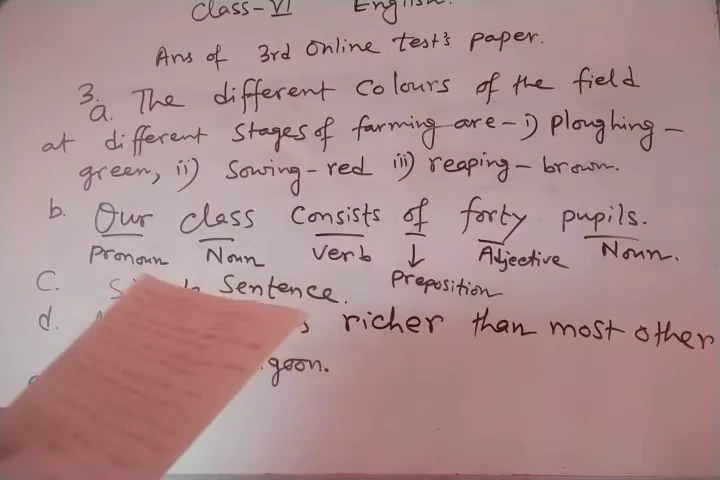 Class-VI English.
Ans of 3rd online test's paper.
3.
a. The different colours of the field
at different stages of farming are - i) Ploughing -
green, ii) Sowing - red iii) reaping - brown.
b. Our class consists of forty pupils.
Pronoun Noun verb ↓ Adjective Noun.
Preposition
C. Sentence.
d. richer than most other
goon.